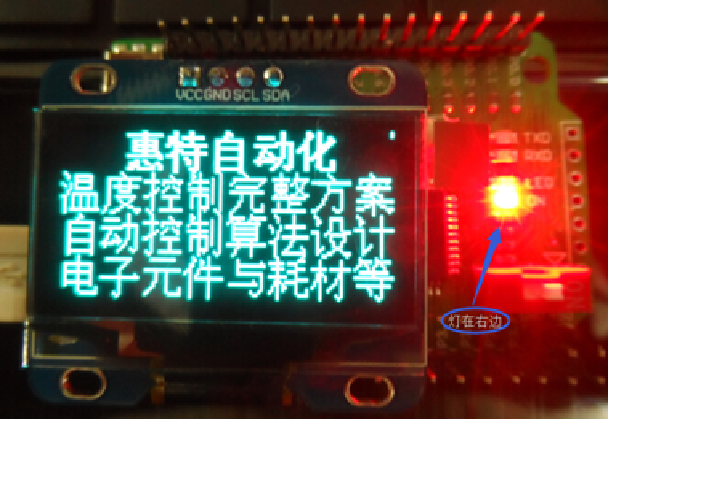 VCC GND SCL SDA
惠特自动化
温度控制完整方案
自动控制算法设计
电子元件与耗材等
TXD
RXD
LED
ON
灯在右边